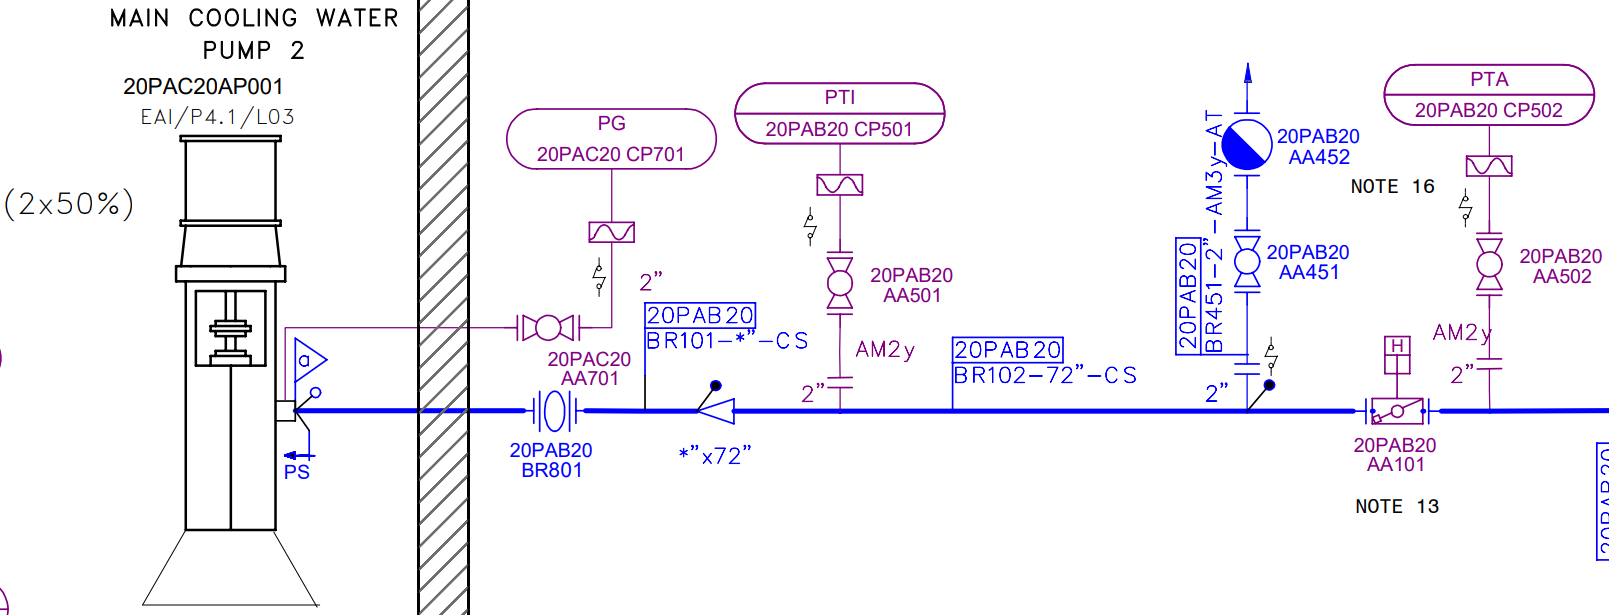 MAIN COOLING WATER
PUMP 2
20PAC20AP001
EAI/P4.1/L03
(2x50%)
PG
20PAC20 CP701
PTI
20PAB20 CP501
PTA
20PAB20 CP502
20PAB20
AA452
NOTE 16
20PAB20
BR451-2"-AM3y-AT
20PAB20
AA451
20PAB20
AA502
20PAB20
AA501
2"
20PAB20
BR101-*"-CS
20PAC20
AA701
AM2y
2"
20PAB20
BR102-72"-CS
2"
H
AM2y
2"
a
PS
20PAB20
BR801
*"x72"
20PAB20
AA101
NOTE 13
20PAB20